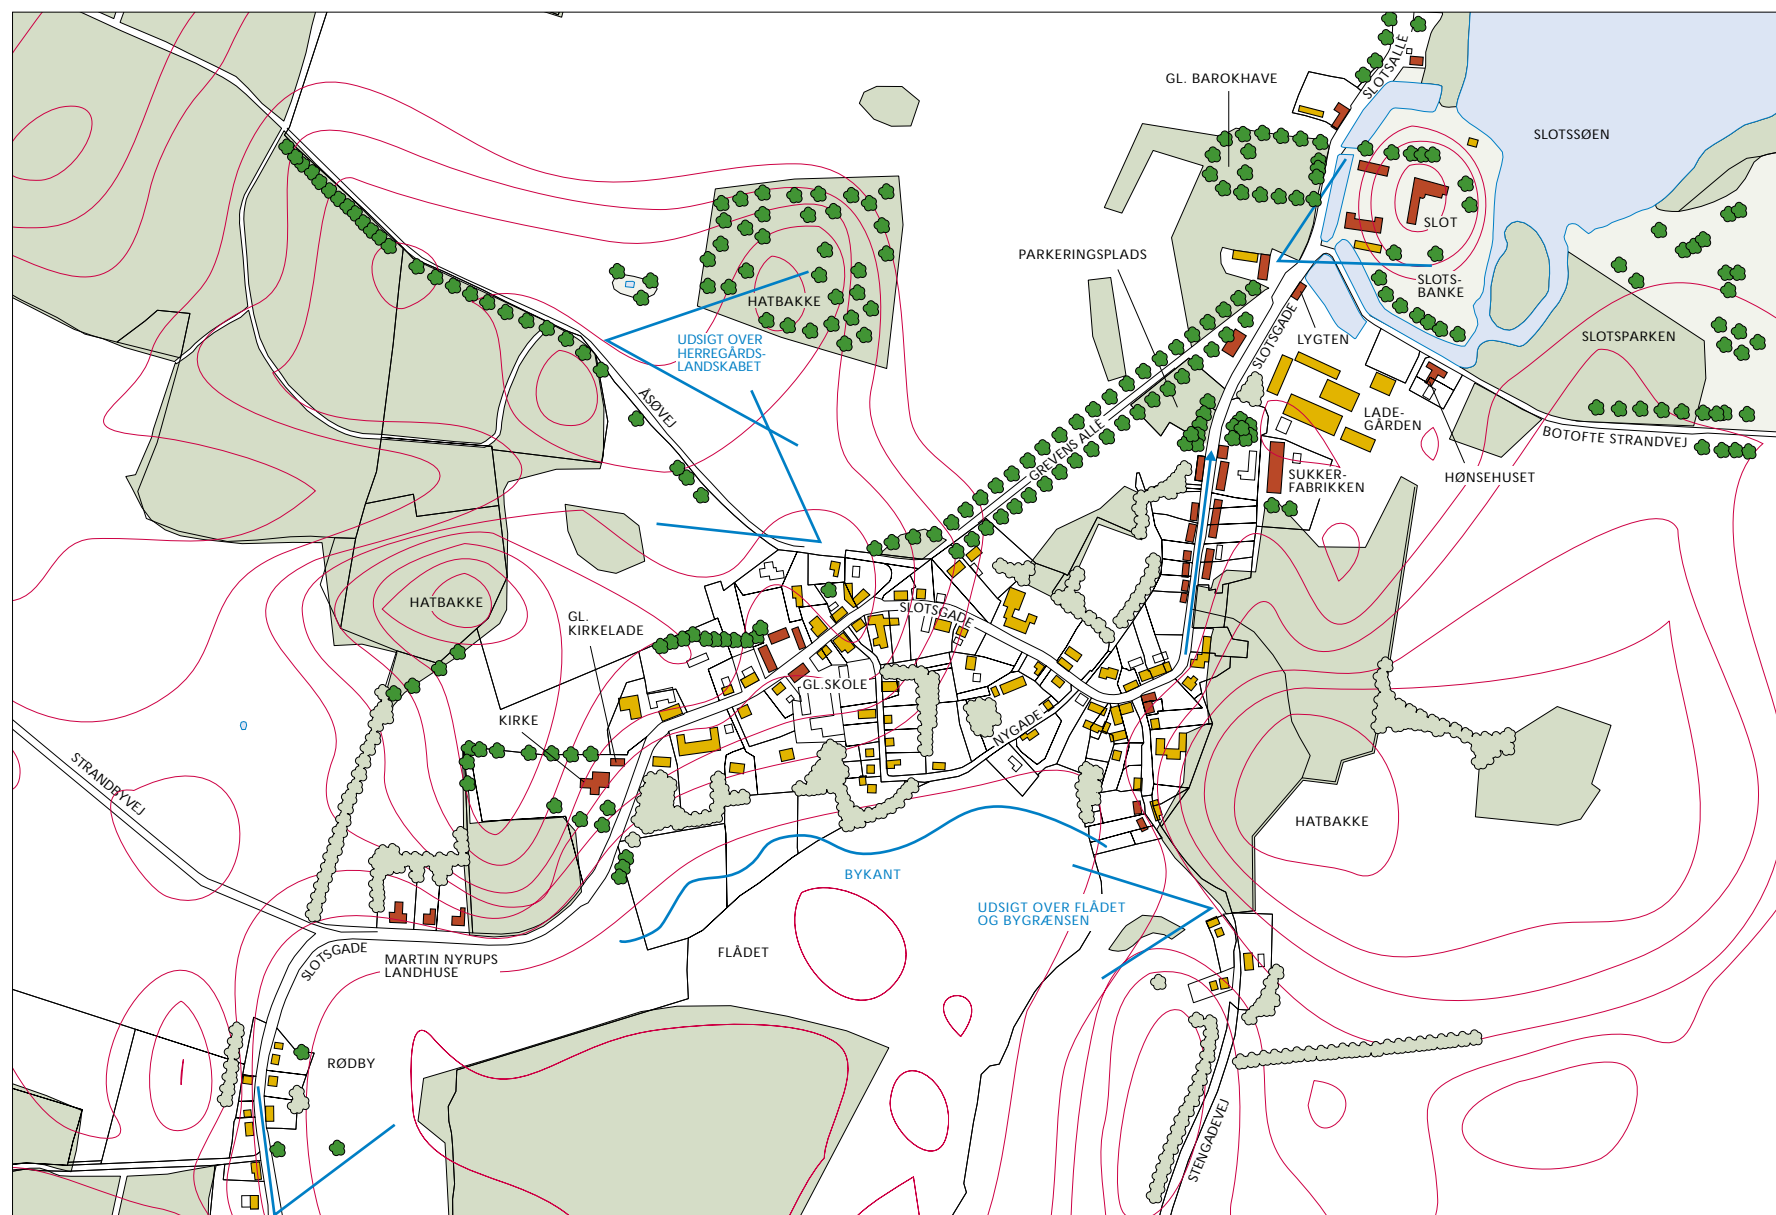 SLOTSALLÉ
GL. BAROKHAVE
SLOTSSØEN
SLOT
PARKERINGSPLADS
SLOTS-
BANKE
HATBAKKE
SLOTSGADE
LYGTEN
SLOTSPARKEN
UDSIGT OVER
HERREGÅRDS-
LANDSKABET
ÅSØVEJ
LADE-
GÅRDEN
BOTOFTE STRANDVEJ
GREVENS ALLE
SUKKER-
FABRIKKEN
HØNSEHUSET
HATBAKKE
GL.
KIRKELADE
SLOTSGADE
GL.SKOLE
KIRKE
NYGADE
STRANDBYVEJ
HATBAKKE
BYKANT
UDSIGT OVER FLÅDET
OG BYGRÆNSEN
SLOTSGADE
MARTIN NYRUPS
LANDHUSE
FLÅDET
RØDBY
STENGADEVEJ